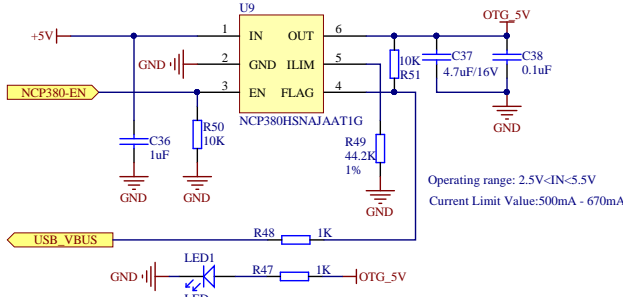 U9
OTG_5V
+5V
1
IN
OUT
6
GND
2
GND
ILIM
5
10K
R51
C37
4.7uF/16V
C38
0.1uF
NCP380-EN
3
EN
FLAG
4
NCP380HSNAJAAT1G
GND
C36
1uF
R50
10K
R49
44.2K
1%
GND
GND
GND
Operating range: 2.5V<IN<5.5V
Current Limit Value:500mA - 670mA
USB_VBUS
R48
1K
LED1
GND
R47
1K
OTG_5V
LED